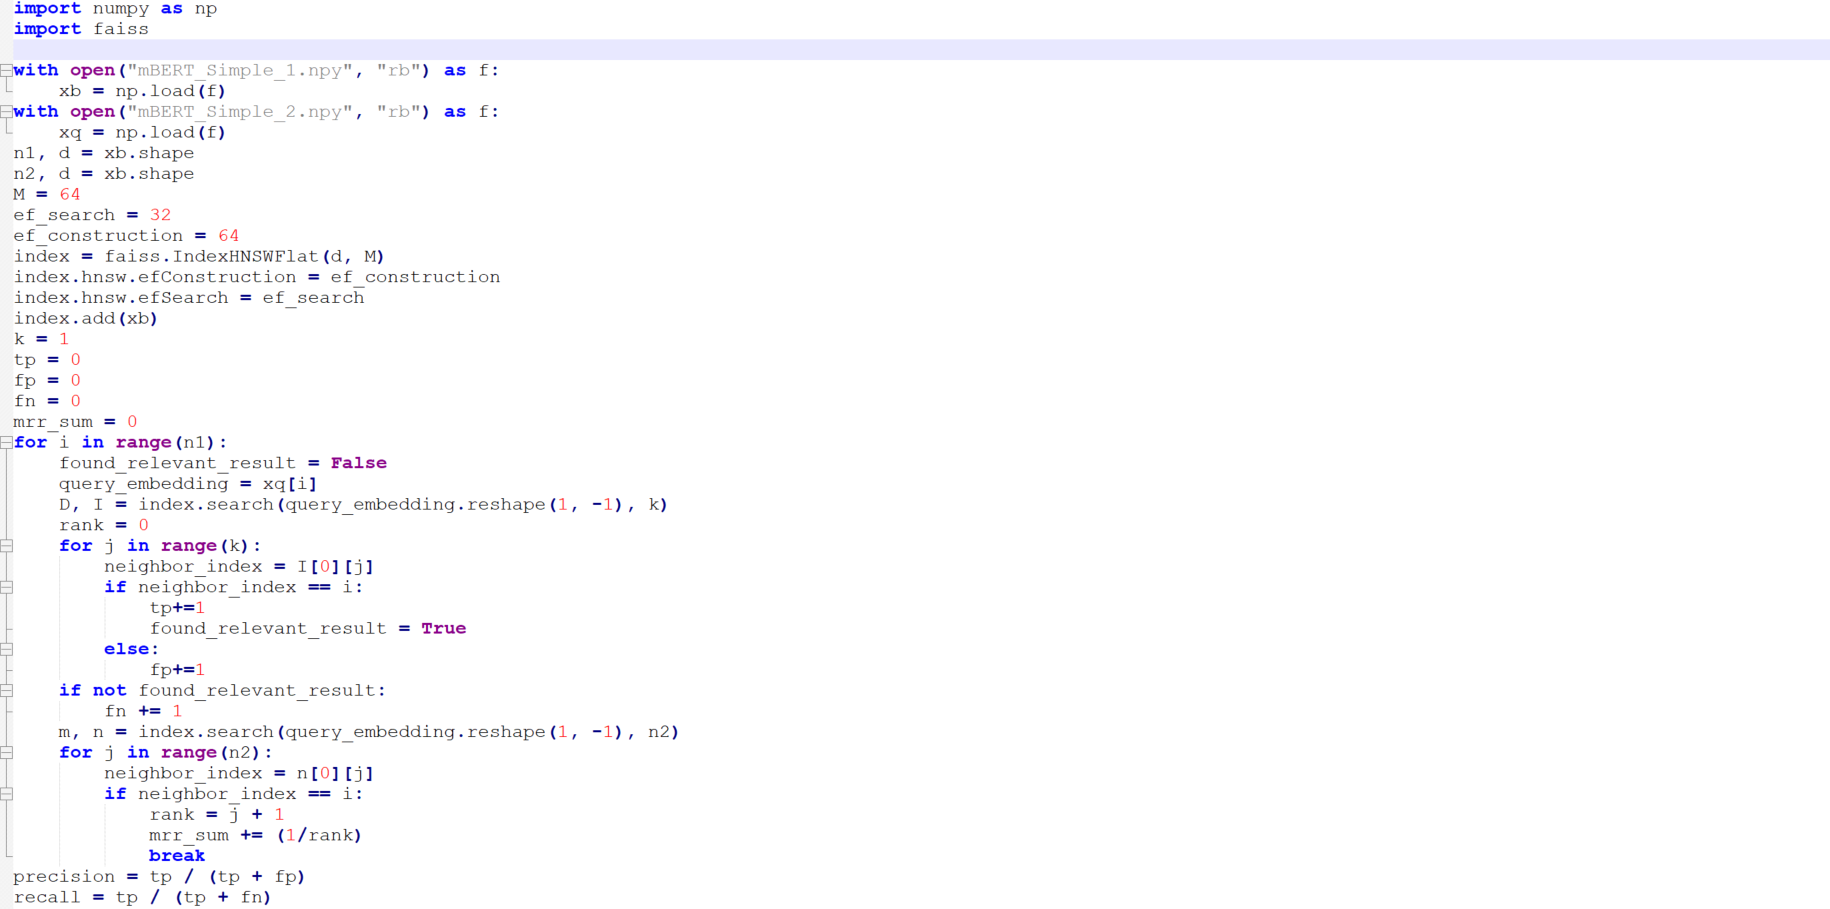 import numpy as np
import faiss
with open("mBERT_Simple_1.npy", "rb") as f:
    xb = np.load(f)
with open("mBERT_Simple_2.npy", "rb") as f:
    xq = np.load(f)
n1, d = xb.shape
n2, d = xb.shape
M = 64
ef_search = 32
ef_construction = 64
index = faiss.IndexHNSWFlat(d, M)
index.hnsw.efConstruction = ef_construction
index.hnsw.efSearch = ef_search
index.add(xb)
k = 1
tp = 0
fp = 0
fn = 0
mrr_sum = 0
for i in range(n1):
    found_relevant_result = False
    query_embedding = xq[i]
    D, I = index.search(query_embedding.reshape(1, -1), k)
    rank = 0
    for j in range(k):
        neighbor_index = I[0][j]
        if neighbor_index == i:
            tp+=1
            found_relevant_result = True
        else:
            fp+=1
    if not found_relevant_result:
        fn += 1
    m, n = index.search(query_embedding.reshape(1, -1), n2)
    for j in range(n2):
        neighbor_index = n[0][j]
        if neighbor_index == i:
            rank = j + 1
            mrr_sum += (1/rank)
            break
precision = tp / (tp + fp)
recall = tp / (tp + fn)